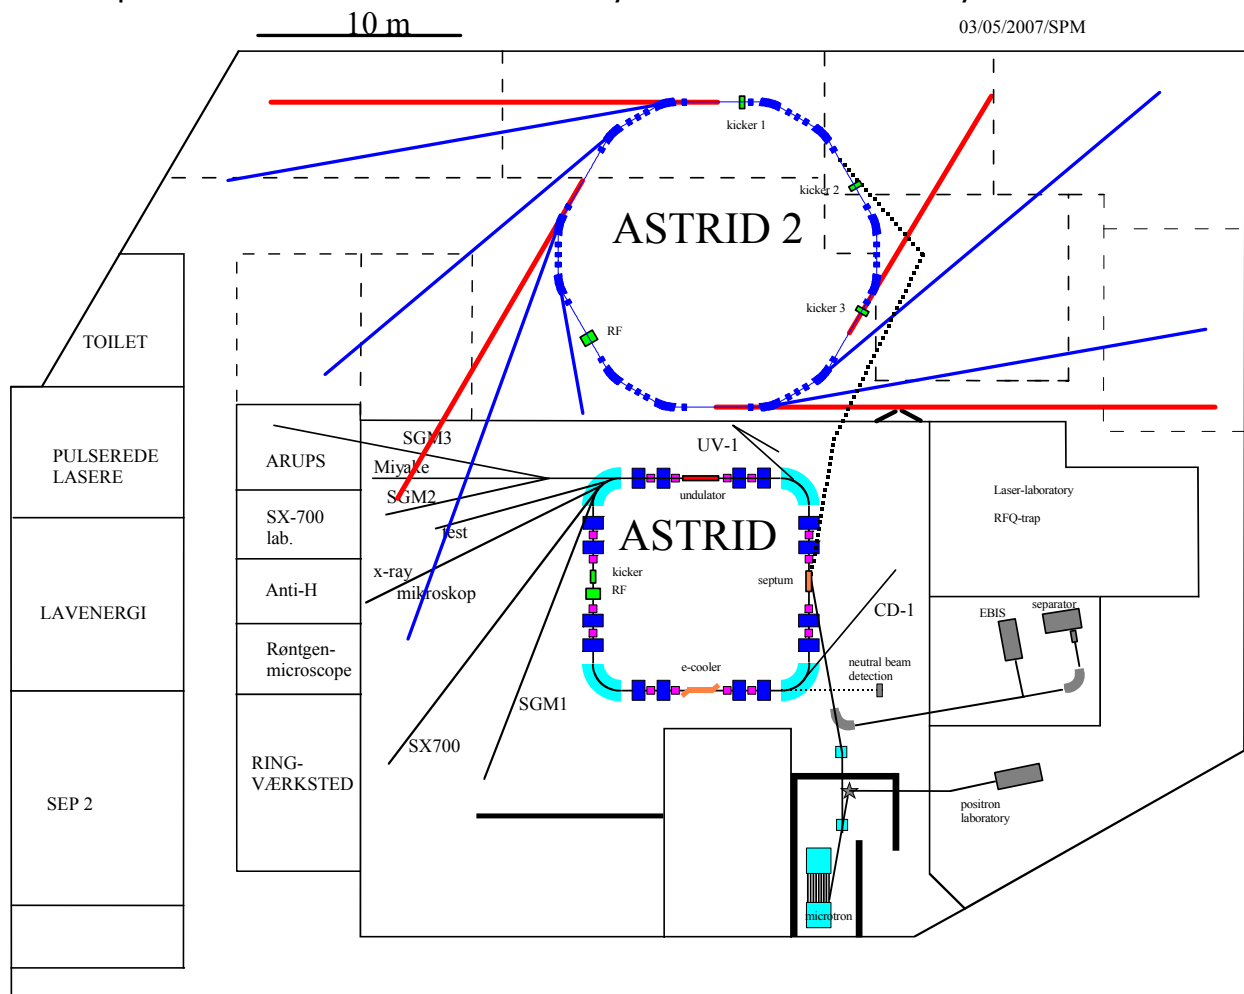 10 m
03/05/2007/SPM
kicker 1
kicker 2
ASTRID 2
kicker 3
RF
TOILET
PULSEREDE
LASERE
LAVENERGI
SEP 2
ARUPS
SX-700
lab.
Anti-H
Røntgen-
microscope
RING-
VÆRKSTED
SGM3
Miyake
SGM2
test
x-ray
mikroskop
SX700
SGM1
UV-1
undulator
ASTRID
kicker
RF
septum
e-cooler
CD-1
neutral beam
detection
Laser-laboratory
RFQ-trap
EBIS
separator
positron
laboratory
microtron